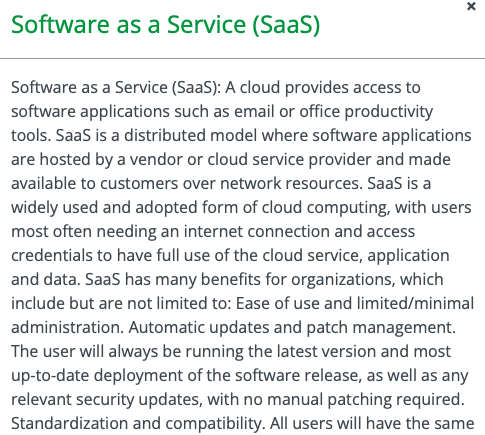 Software as a Service (SaaS)
Software as a Service (SaaS): A cloud provides access to
software applications such as email or office productivity
tools. SaaS is a distributed model where software applications
are hosted by a vendor or cloud service provider and made
available to customers over network resources. SaaS is a
widely used and adopted form of cloud computing, with users
most often needing an internet connection and access
credentials to have full use of the cloud service, application
and data. SaaS has many benefits for organizations, which
include but are not limited to: Ease of use and limited/minimal
administration. Automatic updates and patch management.
The user will always be running the latest version and most
up-to-date deployment of the software release, as well as any
relevant security updates, with no manual patching required.
Standardization and compatibility. All users will have the same